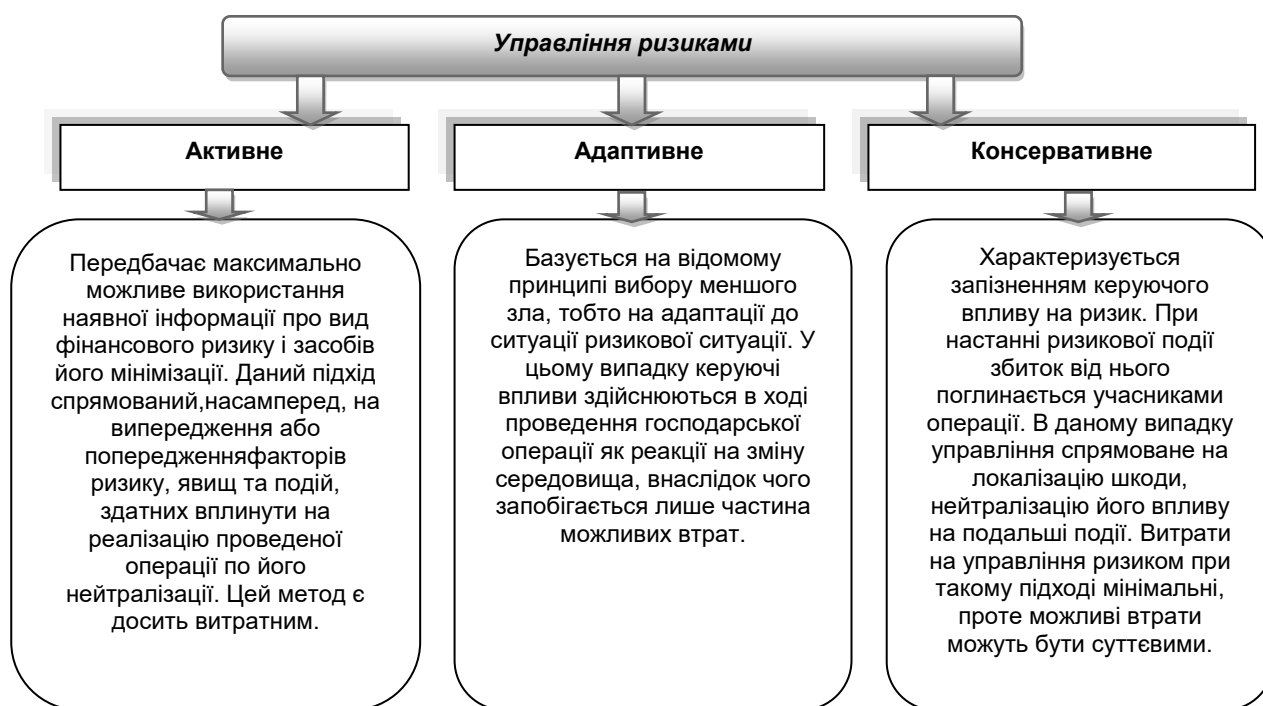 Управління ризиками
Активне
Адаптивне
Консервативне
Передбачає максимально
можливе використання
наявної інформації про вид
фінансового ризику і засобів
його мінімізації. Даний підхід
спрямований,насамперед, на
випередження або
попередженняфакторів
ризику, явищ та подій,
здатних вплинути на
реалізацію проведеної
операції по його
нейтралізації. Цей метод є
досить витратним.
Базується на відомому
принципі вибору меншого
зла, тобто на адаптації до
ситуації ризикової ситуації. У
цьому випадку керуючі
впливи здійснюються в ході
проведення господарської
операції як реакції на зміну
середовища, внаслідок чого
запобігається лише частина
можливих втрат.
Характеризується
запізненням керуючого
впливу на ризик. При
настанні ризикової події
збиток від нього
поглинається учасниками
операції. В даному випадку
управління спрямоване на
локалізацію шкоди,
нейтралізацію його впливу
на подальші події. Витрати
на управління ризиком при
такому підході мінімальні,
проте можливі втрати
можуть бути суттєвими.